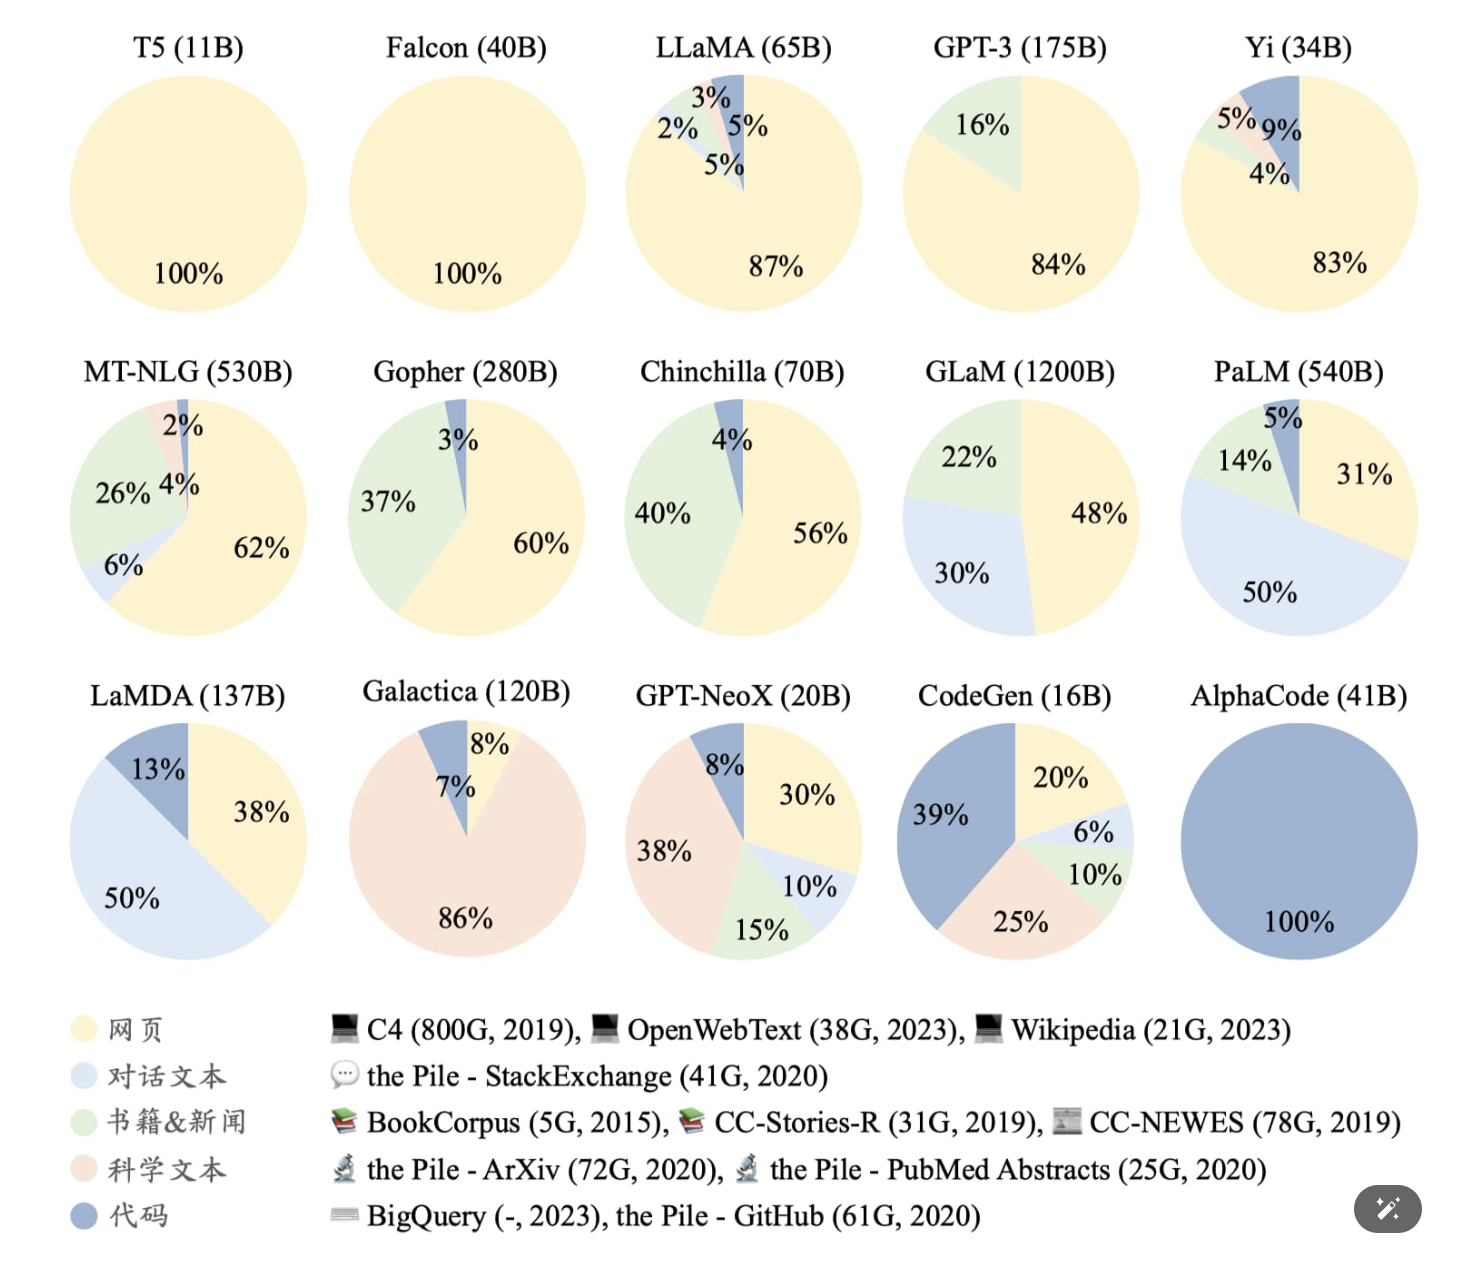 T5 (11B)
Falcon (40B)
LLaMA (65B)
GPT-3 (175B)
Yi (34B)
100%
100%
3%
2%
5%
5%
87%
16%
84%
5%
9%
4%
83%
MT-NLG (530B)
Gopher (280B)
Chinchilla (70B)
GLaM (1200B)
PaLM (540B)
2%
26%
4%
6%
62%
3%
37%
60%
4%
40%
56%
22%
48%
30%
5%
14%
31%
50%
LaMDA (137B)
Galactica (120B)
GPT-NeoX (20B)
CodeGen (16B)
AlphaCode (41B)
13%
38%
50%
8%
7%
86%
8%
30%
38%
10%
15%
20%
39%
6%
10%
25%
100%
网页 C4 (800G, 2019), OpenWebText (38G, 2023), Wikipedia (21G, 2023)
对话文本 the Pile - StackExchange (41G, 2020)
书籍&新闻 BookCorpus (5G, 2015), CC-Stories-R (31G, 2019), CC-NEWES (78G, 2019)
科学文本 the Pile - ArXiv (72G, 2020), the Pile - PubMed Abstracts (25G, 2020)
代码 BigQuery (-, 2023), the Pile - GitHub (61G, 2020)